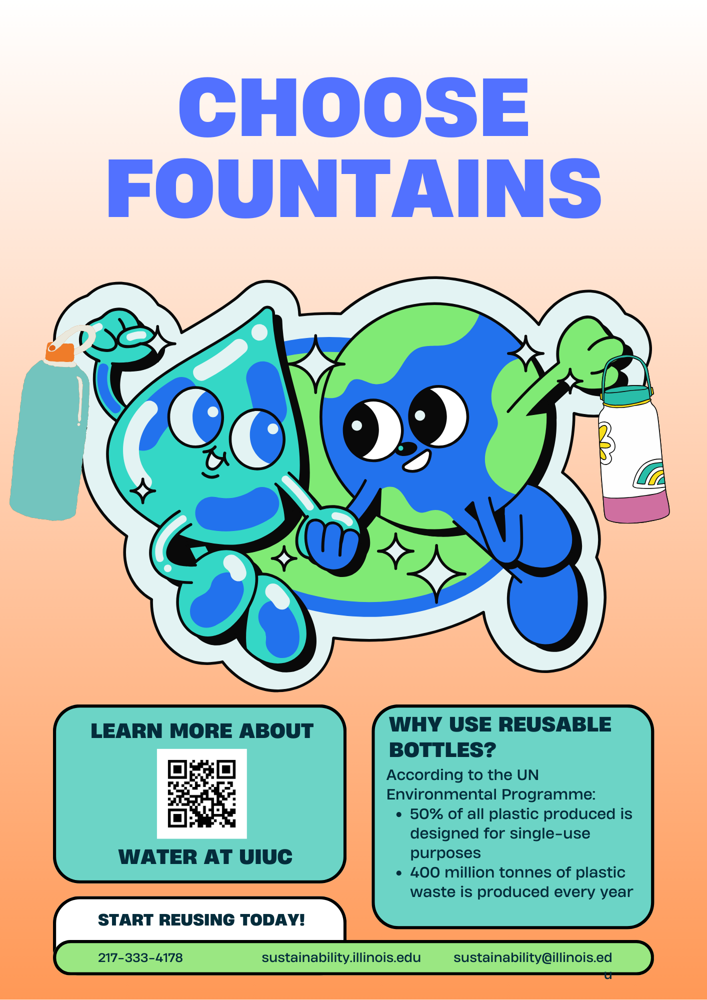 CHOOSE
FOUNTAINS
LEARN MORE ABOUT
WATER AT UIUC
WHY USE REUSABLE
BOTTLES?
According to the UN
Environmental Programme:
• 50% of all plastic produced is
designed for single-use
purposes
• 400 million tonnes of plastic
waste is produced every year
START REUSING TODAY!
217-333-4178
sustainability.illinois.edu
sustainability@illinois.ed
u